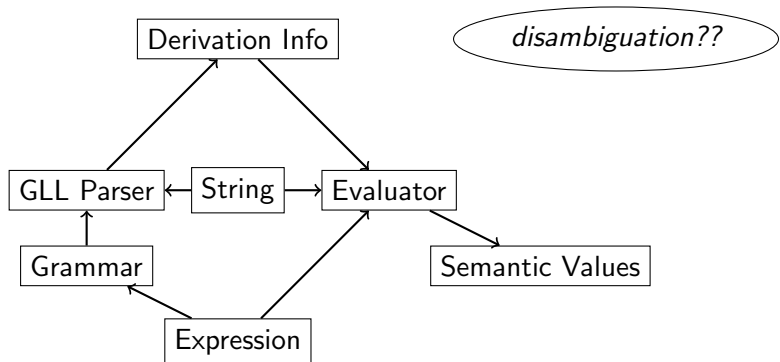 Derivation Info
disambiguation??
GLL Parser
String
Evaluator
Grammar
Semantic Values
Expression